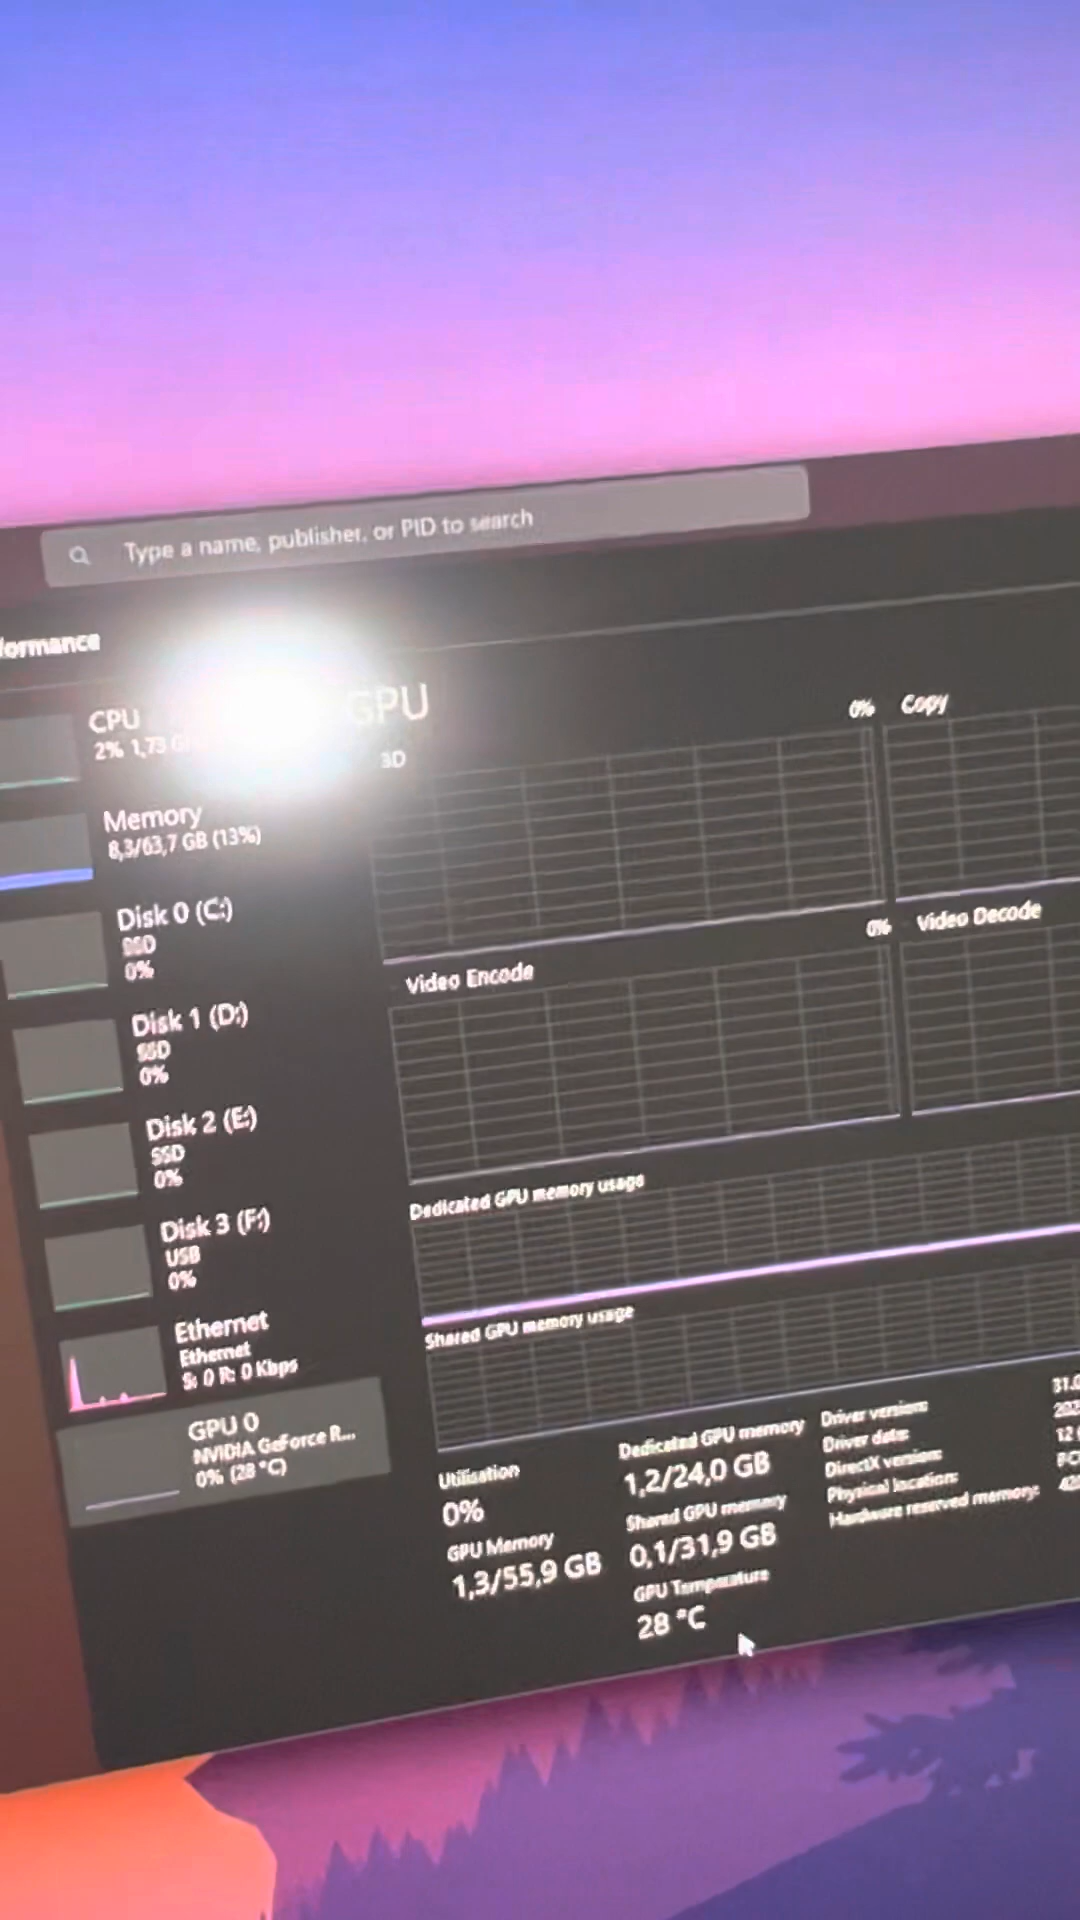 Type a name, publisher, or PID to search
formance
CPU
2% 1,73
Memory
8,3/63,7 GB (13%)
Disk 0 (C:)
SSD
0%
Disk 1 (D:)
SSD
0%
Disk 2 (E:)
SSD
0%
Disk 3 (F:)
USB
0%
Ethernet
Ethernet
S: 0 R: 0 Kbps
GPU 0
NVIDIA GeForce R...
0% (28 °C)
GPU
3D
0%
Copy
Video Encode
0%
Video Decode
Dedicated GPU memory usage
Shared GPU memory usage
Utilisation
0%
GPU Memory
1,3/55,9 GB
Dedicated GPU memory
1,2/24,0 GB
Shared GPU memory
0,1/31,9 GB
GPU Temperature
28 °C
Driver version:
Driver date:
DirectX version:
Physical location:
Hardware reserved memory:
31.0
12